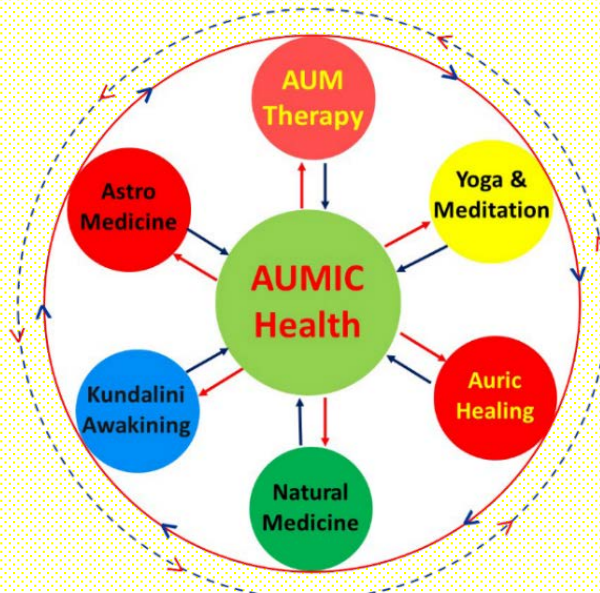 AUM
Therapy
Astro
Medicine
Yoga &
Meditation
AUMIC
Health
Kundalini
Awakining
Auric
Healing
Natural
Medicine